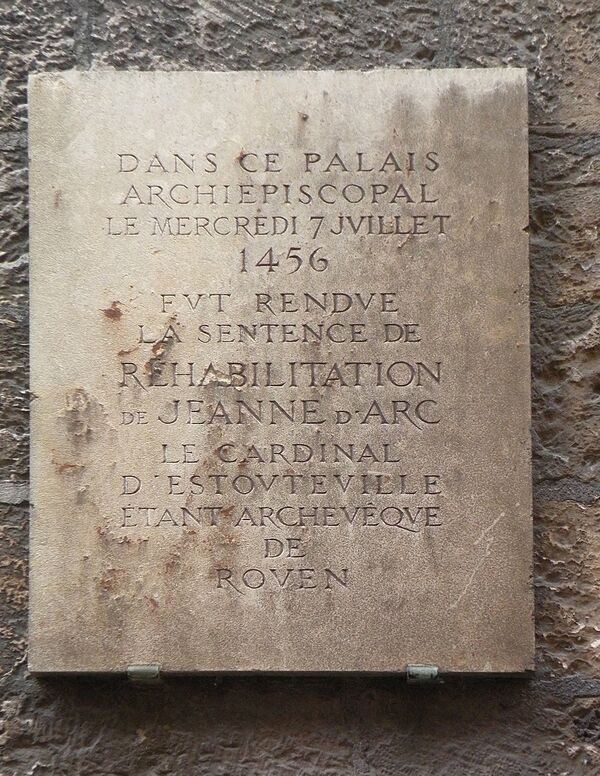 DANS CE PALAIS
ARCHIEPISCOPAL
LE MERCREDI 7 JVILLET
1456
FVT RENDVE
LA SENTENCE DE
RÉHABILITATION
DE JEANNE D'ARC
LE CARDINAL
D'ESTOVTEVILLE
ÉTANT ARCHEVÊQVE
DE
ROVEN